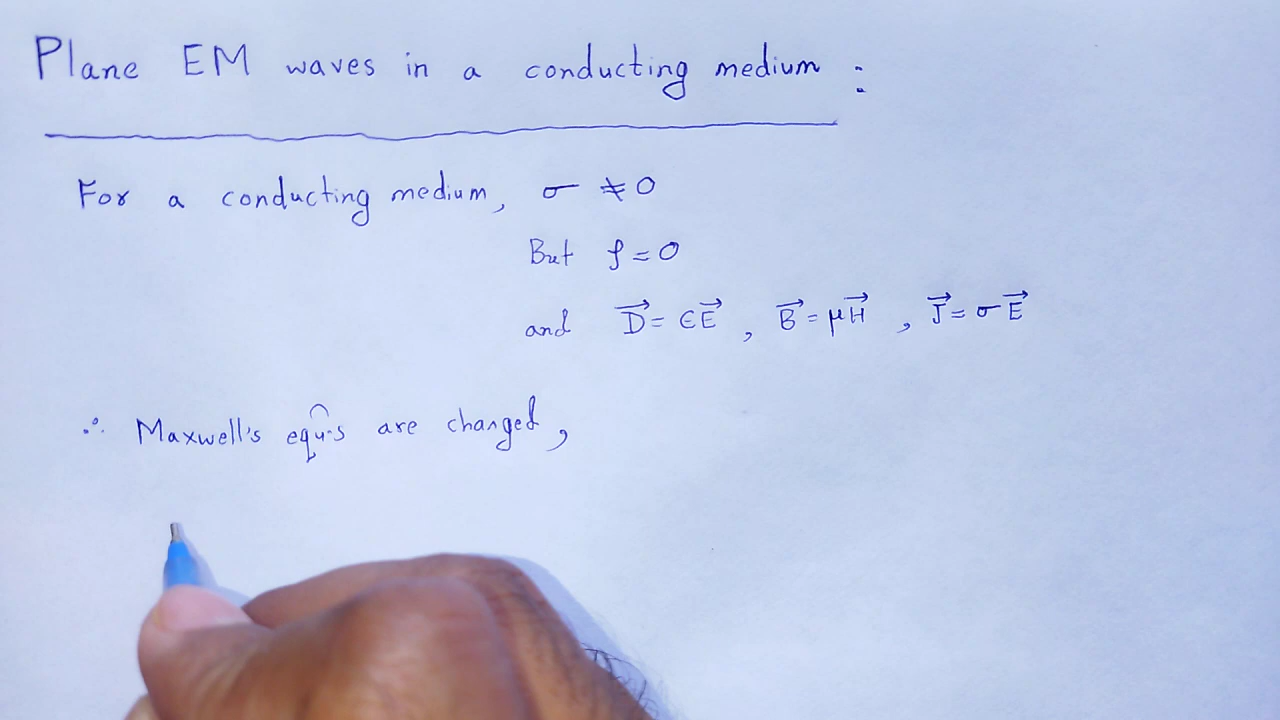 Plane EM waves in a conducting medium :
For a conducting medium, σ ≠ 0
But ρ = 0
and D⃗ = ϵE⃗ , B⃗ = μH⃗ , J⃗ = σE⃗
∴ Maxwell's equ⌢s are changed,